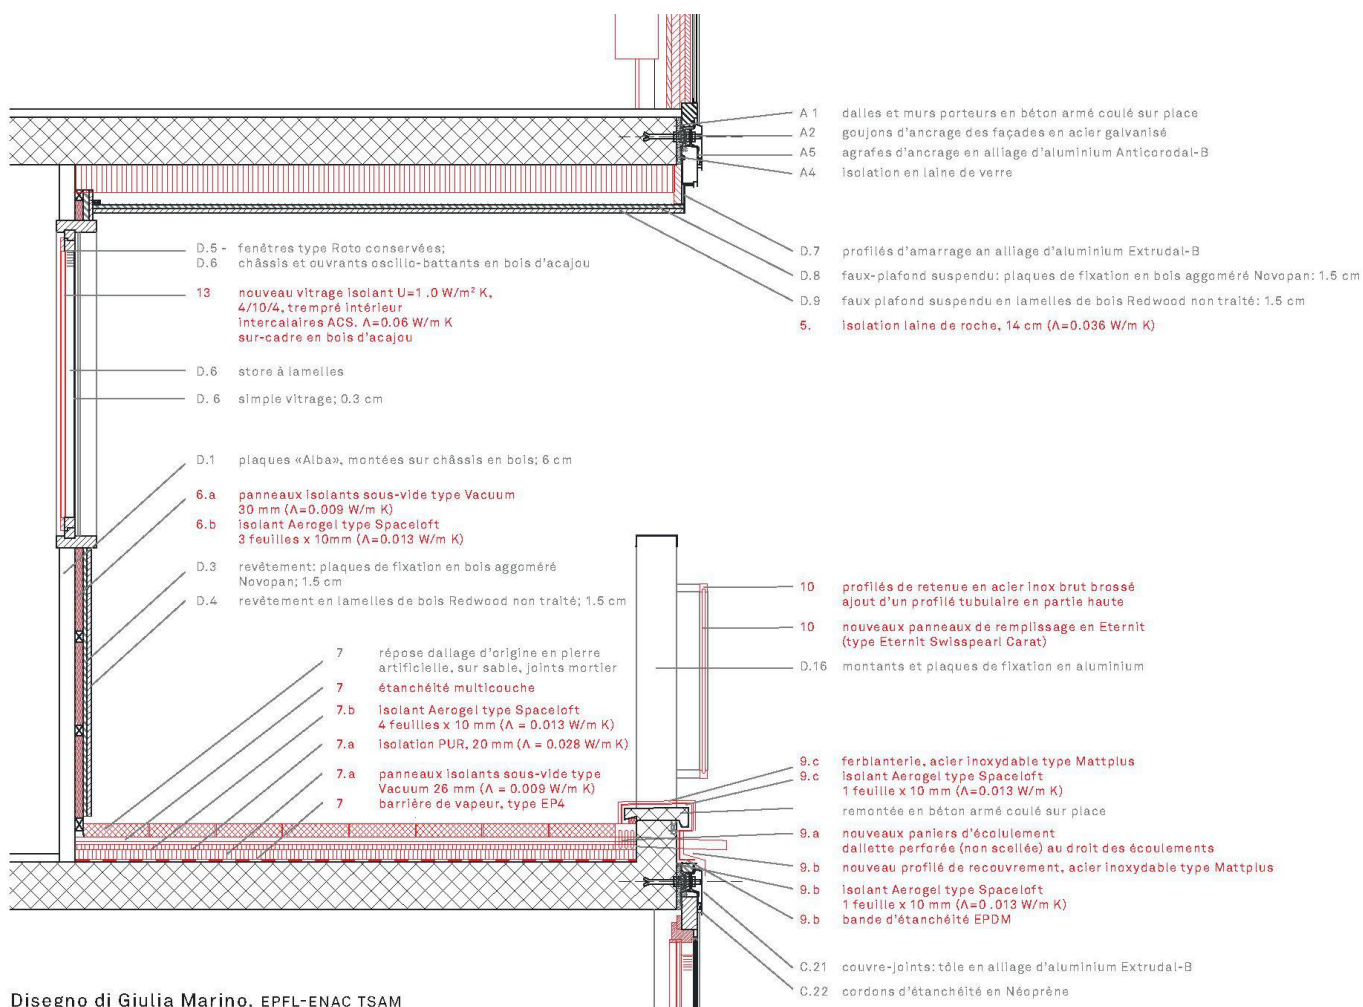 A 1 dalles et murs porteurs en béton armé coulé sur place
A2 goujons d'ancrage des façades en acier galvanisé
A5 agrafes d'ancrage en alliage d'aluminium Anticorodal-B
A4 isolation en laine de verre
D.5 - fenêtres type Roto conservées;
D.6 châssis et ouvrants oscillo-battants en bois d'acajou
13 nouveau vitrage isolant U=1 .0 W/m² K,
4/10/4, trempré intérieur
intercalaires ACS. Λ=0.06 W/m K
sur-cadre en bois d'acajou
D.6 store à lamelles
D. 6 simple vitrage; 0.3 cm
D.7 profilés d'amarrage an alliage d'aluminium Extrudal-B
D.8 faux-plafond suspendu: plaques de fixation en bois aggoméré Novopan: 1.5 cm
D.9 faux plafond suspendu en lamelles de bois Redwood non traité: 1.5 cm
5. isolation laine de roche, 14 cm (Λ=0.036 W/m K)
D.1 plaques «Alba», montées sur châssis en bois; 6 cm
6.a panneaux isolants sous-vide type Vacuum
30 mm (Λ=0.009 W/m K)
6.b isolant Aerogel type Spaceloft
3 feuilles x 10mm (Λ=0.013 W/m K)
D.3 revêtement: plaques de fixation en bois aggoméré
Novopan; 1.5 cm
D.4 revêtement en lamelles de bois Redwood non traité; 1.5 cm
7 répose dallage d'origine en pierre
artificielle, sur sable, joints mortier
7 étanchéité multicouche
7.b isolant Aerogel type Spaceloft
4 feuilles x 10 mm (Λ = 0.013 W/m K)
7.a isolation PUR, 20 mm (Λ = 0.028 W/m K)
7.a panneaux isolants sous-vide type
Vacuum 26 mm (Λ = 0.009 W/m K)
7 barrière de vapeur, type EP4
10 profilés de retenue en acier inox brut brossé
ajout d'un profilé tubulaire en partie haute
10 nouveaux panneaux de remplissage en Eternit
(type Eternit Swisspearl Carat)
D.16 montants et plaques de fixation en aluminium
9.c ferblanterie, acier inoxydable type Mattplus
9.c isolant Aerogel type Spaceloft
1 feuille x 10 mm (Λ=0.013 W/m K)
remontée en béton armé coulé sur place
9.a nouveaux paniers d'écolulement
dallette perforée (non scellée) au droit des écoulements
9.b nouveau profilé de recouvrement, acier inoxydable type Mattplus
9.b isolant Aerogel type Spaceloft
1 feuille x 10 mm (Λ=0 .013 W/m K)
9.b bande d'étanchéité EPDM
C.21 couvre-joints: tôle en alliage d'aluminium Extrudal-B
C.22 cordons d'étanchéité en Néoprène
Disegno di Giulia Marino, EPFL-ENAC TSAM